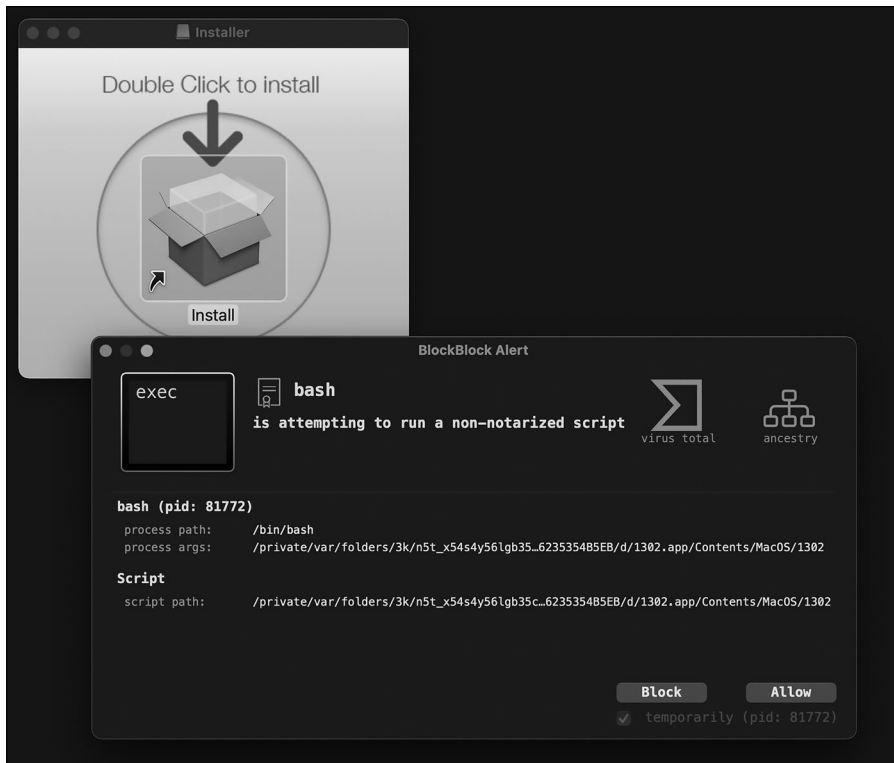 Installer
Double Click to install
Install
BlockBlock Alert
exec
bash
is attempting to run a non-notarized script
virus total
ancestry
bash (pid: 81772)
process path: /bin/bash
process args: /private/var/folders/3k/n5t_x54s4y56lgb35…6235354B5EB/d/1302.app/Contents/MacOS/1302
Script
script path: /private/var/folders/3k/n5t_x54s4y56lgb35c…6235354B5EB/d/1302.app/Contents/MacOS/1302
Block Allow
temporarily (pid: 81772)